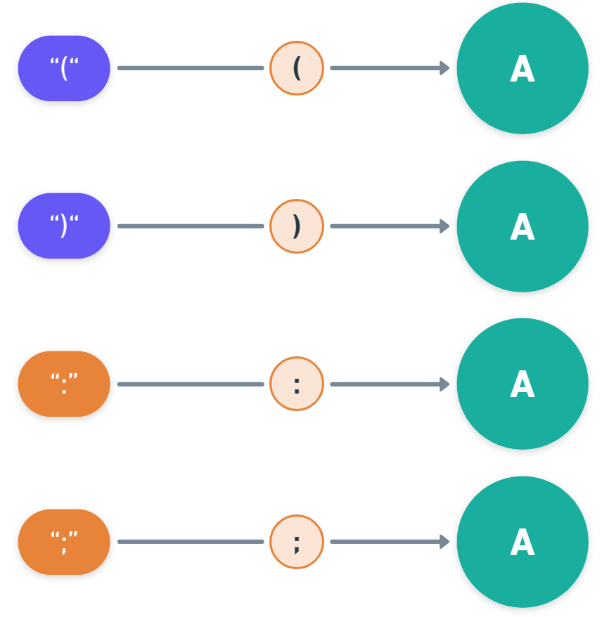 “(“ ( A
“)“ ) A
“:” : A
“;” ; A